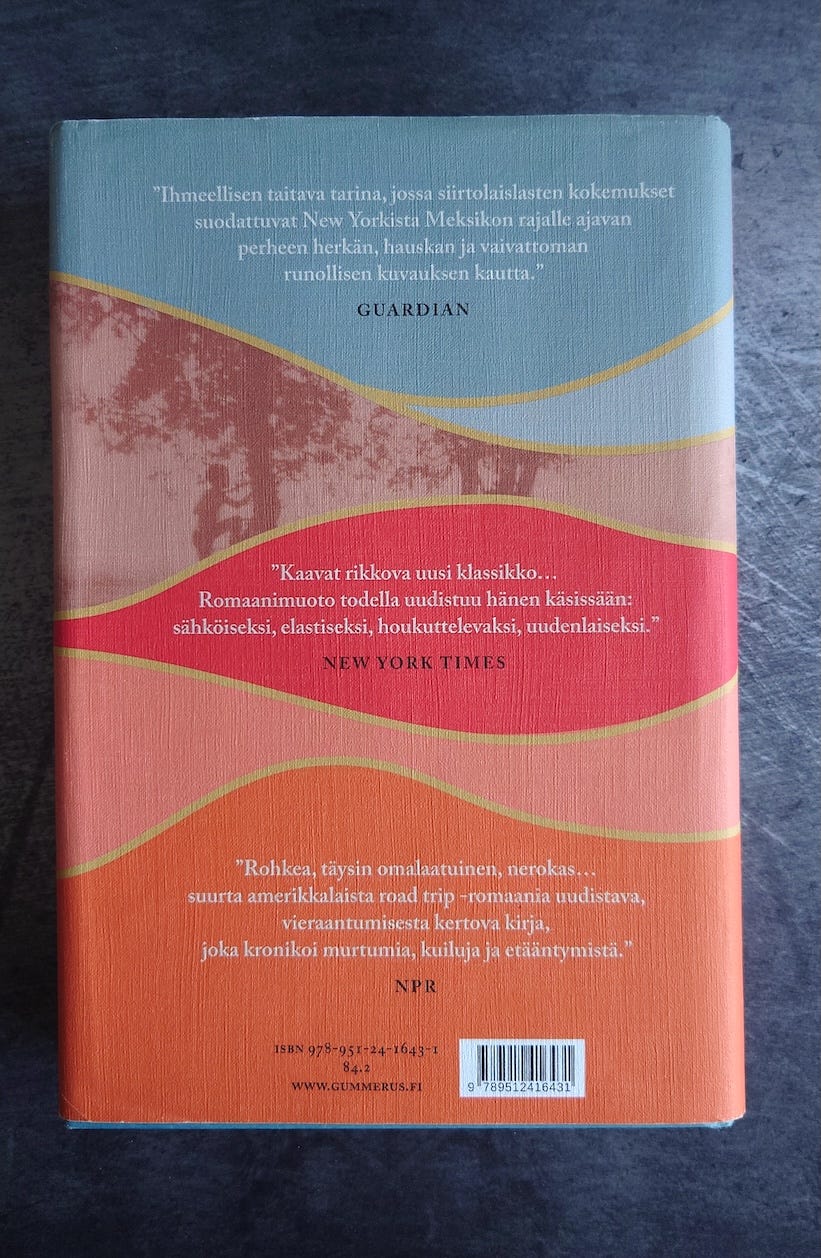 ”Ihmeellisen taitava tarina, jossa siirtolaislasten kokemukset
suodattuvat New Yorkista Meksikon rajalle ajavan
perheen herkän, hauskan ja vaivattoman
runollisen kuvauksen kautta.”
GUARDIAN
”Kaavat rikkova uusi klassikko…
Romaanimuoto todella uudistuu hänen käsissään:
sähköiseksi, elastiseksi, houkuttelevaksi, uudenlaiseksi.”
NEW YORK TIMES
”Rohkea, täysin omalaatuinen, nerokas…
suurta amerikkalaista road trip -romaania uudistava,
vieraantumisesta kertova kirja,
joka kronikoi murtumia, kuiluja ja etääntymistä.”
NPR
ISBN 978-951-24-1643-1
84.2
WWW.GUMMERUS.FI
9 789512 416431